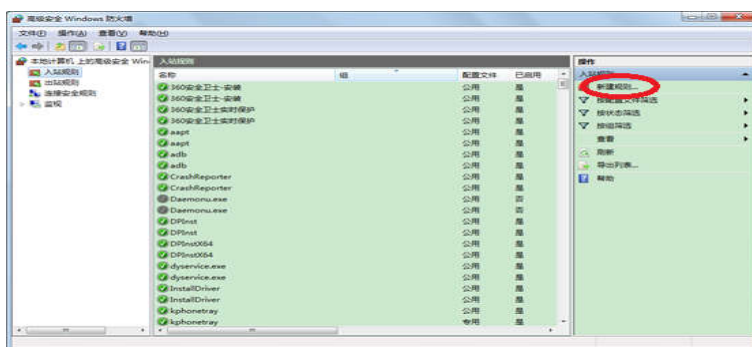 高级安全 Windows 防火墙
文件(F) 操作(A) 查看(V) 帮助(H)
本地计算机 上的高级安全 Win
入站规则
出站规则
连接安全规则
监视
入站规则
名称 组 配置文件 已启用
360安全卫士-安装 公用 是
360安全卫士-安装 公用 是
360安全卫士实时保护 公用 是
360安全卫士实时保护 公用 是
aapt 公用 是
aapt 公用 是
adb 公用 是
adb 公用 是
CrashReporter 公用 是
CrashReporter 公用 是
Daemonu.exe 公用 否
Daemonu.exe 公用 否
DPInst 公用 是
DPInst 公用 是
DPInstX64 公用 是
DPInstX64 公用 是
dyservice.exe 公用 是
dyservice.exe 公用 是
InstallDriver 公用 是
InstallDriver 公用 是
kphonetray 公用 是
kphonetray 专用 是
操作
入站规则
新建规则...
按配置文件筛选
按状态筛选
按组筛选
查看
刷新
导出列表...
帮助